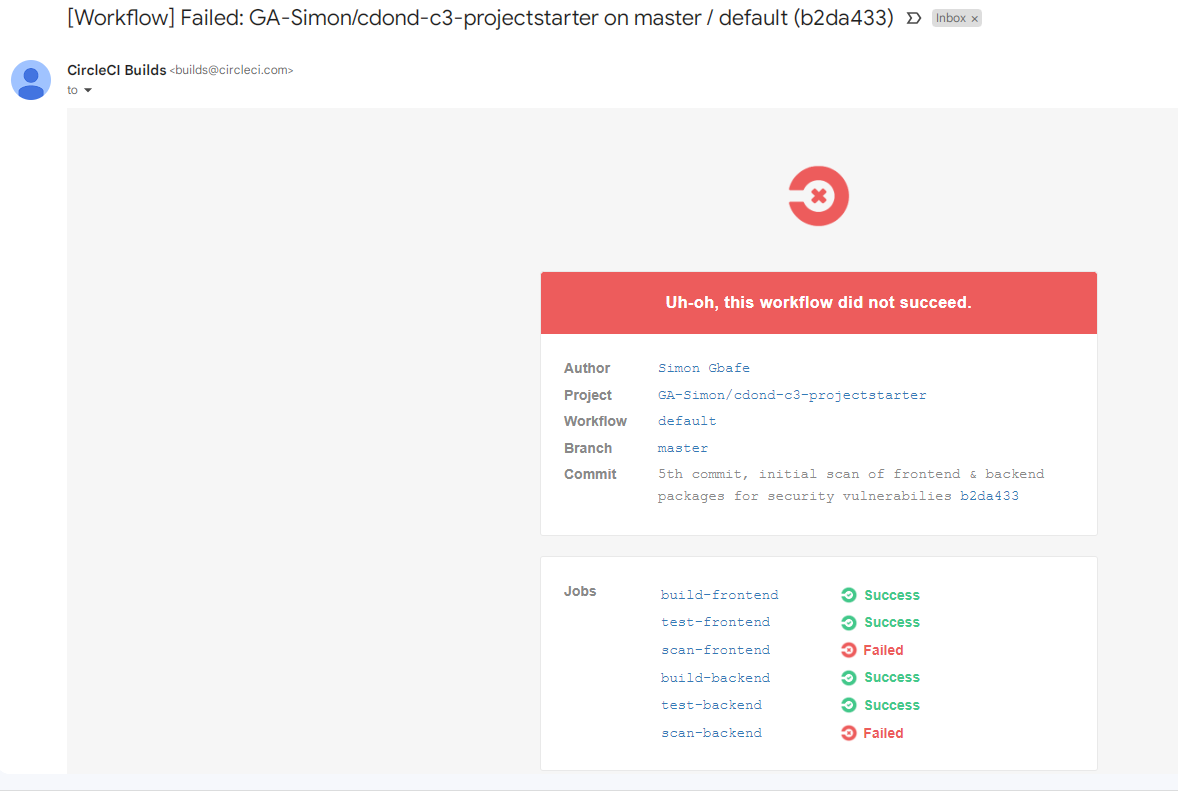 [Workflow] Failed: GA-Simon/cdond-c3-projectstarter on master / default (b2da433) Inbox ×
CircleCI Builds <builds@circleci.com>
to
Uh-oh, this workflow did not succeed.
Author Simon Gbafe
Project GA-Simon/cdond-c3-projectstarter
Workflow default
Branch master
Commit 5th commit, initial scan of frontend & backend
packages for security vulnerabilies b2da433
Jobs build-frontend Success
test-frontend Success
scan-frontend Failed
build-backend Success
test-backend Success
scan-backend Failed